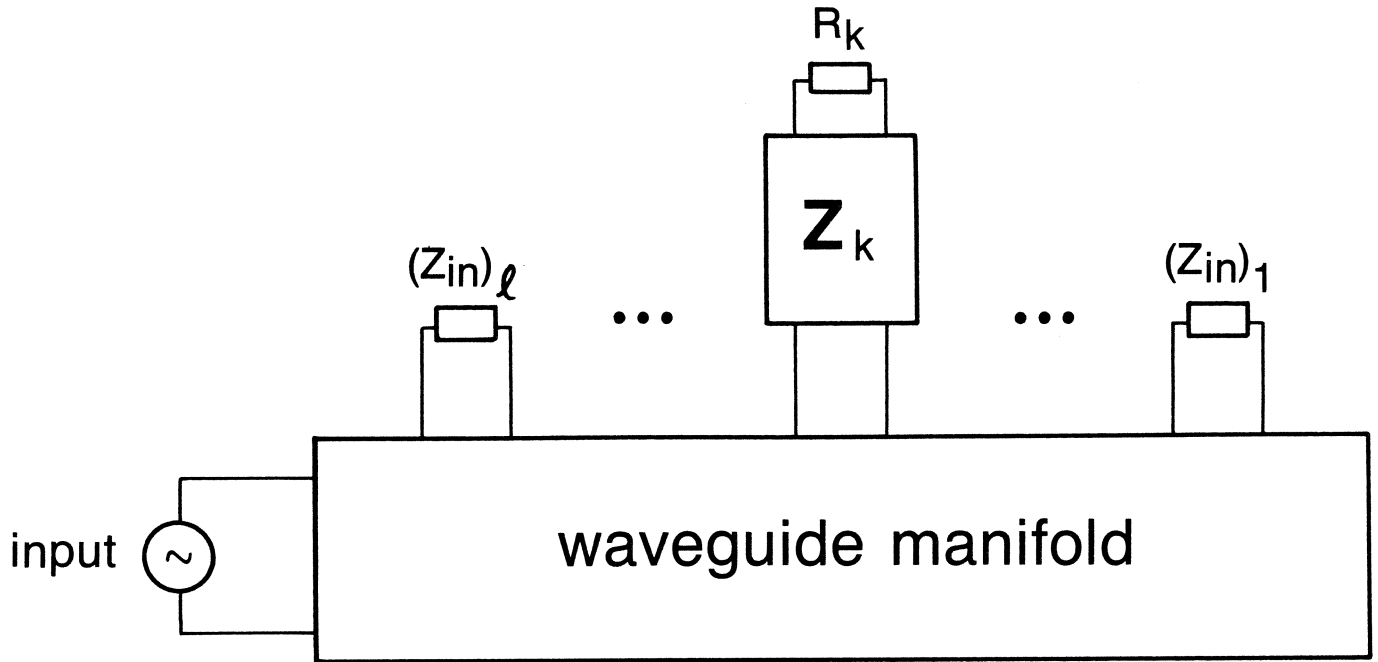 R_k
Z_k
(Z_in)_ℓ
(Z_in)_1
...
...
input
~
waveguide manifold